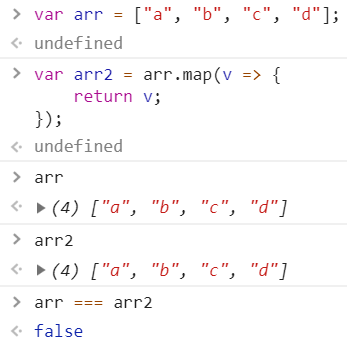 > var arr = ["a", "b", "c", "d"];
< undefined
> var arr2 = arr.map(v => {
      return v;
  });
< undefined
> arr
< ▶ (4) ["a", "b", "c", "d"]
> arr2
< ▶ (4) ["a", "b", "c", "d"]
> arr === arr2
< false